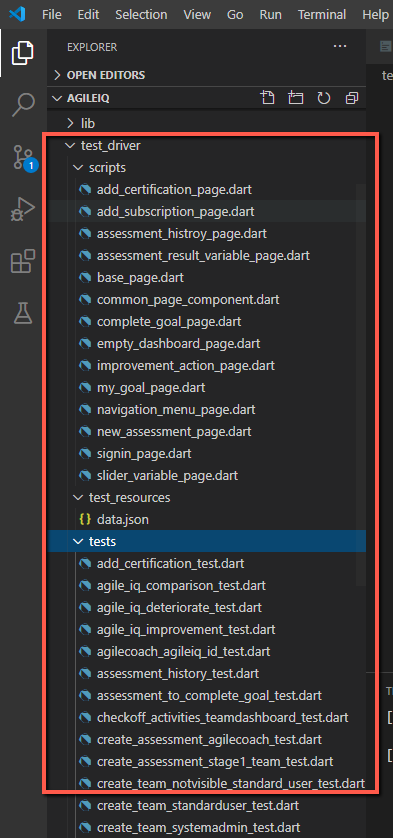 File Edit Selection View Go Run Terminal Help
EXPLORER ...
OPEN EDITORS
AGILEIQ
lib
test_driver
1
scripts
add_certification_page.dart
add_subscription_page.dart
assessment_histroy_page.dart
assessment_result_variable_page.dart
base_page.dart
common_page_component.dart
complete_goal_page.dart
empty_dashboard_page.dart
improvement_action_page.dart
my_goal_page.dart
navigation_menu_page.dart
new_assessment_page.dart
signin_page.dart
slider_variable_page.dart
test_resources
{} data.json
tests
add_certification_test.dart
agile_iq_comparison_test.dart
agile_iq_deteriorate_test.dart
agile_iq_improvement_test.dart
agilecoach_agileiq_id_test.dart
assessment_history_test.dart
assessment_to_complete_goal_test.dart
checkoff_activities_teamdashboard_test.dart
create_assessment_agilecoach_test.dart
create_assessment_stage1_team_test.dart
create_team_notvisible_standard_user_test.dart
create_team_standarduser_test.dart
create_team_systemadmin_test.dart